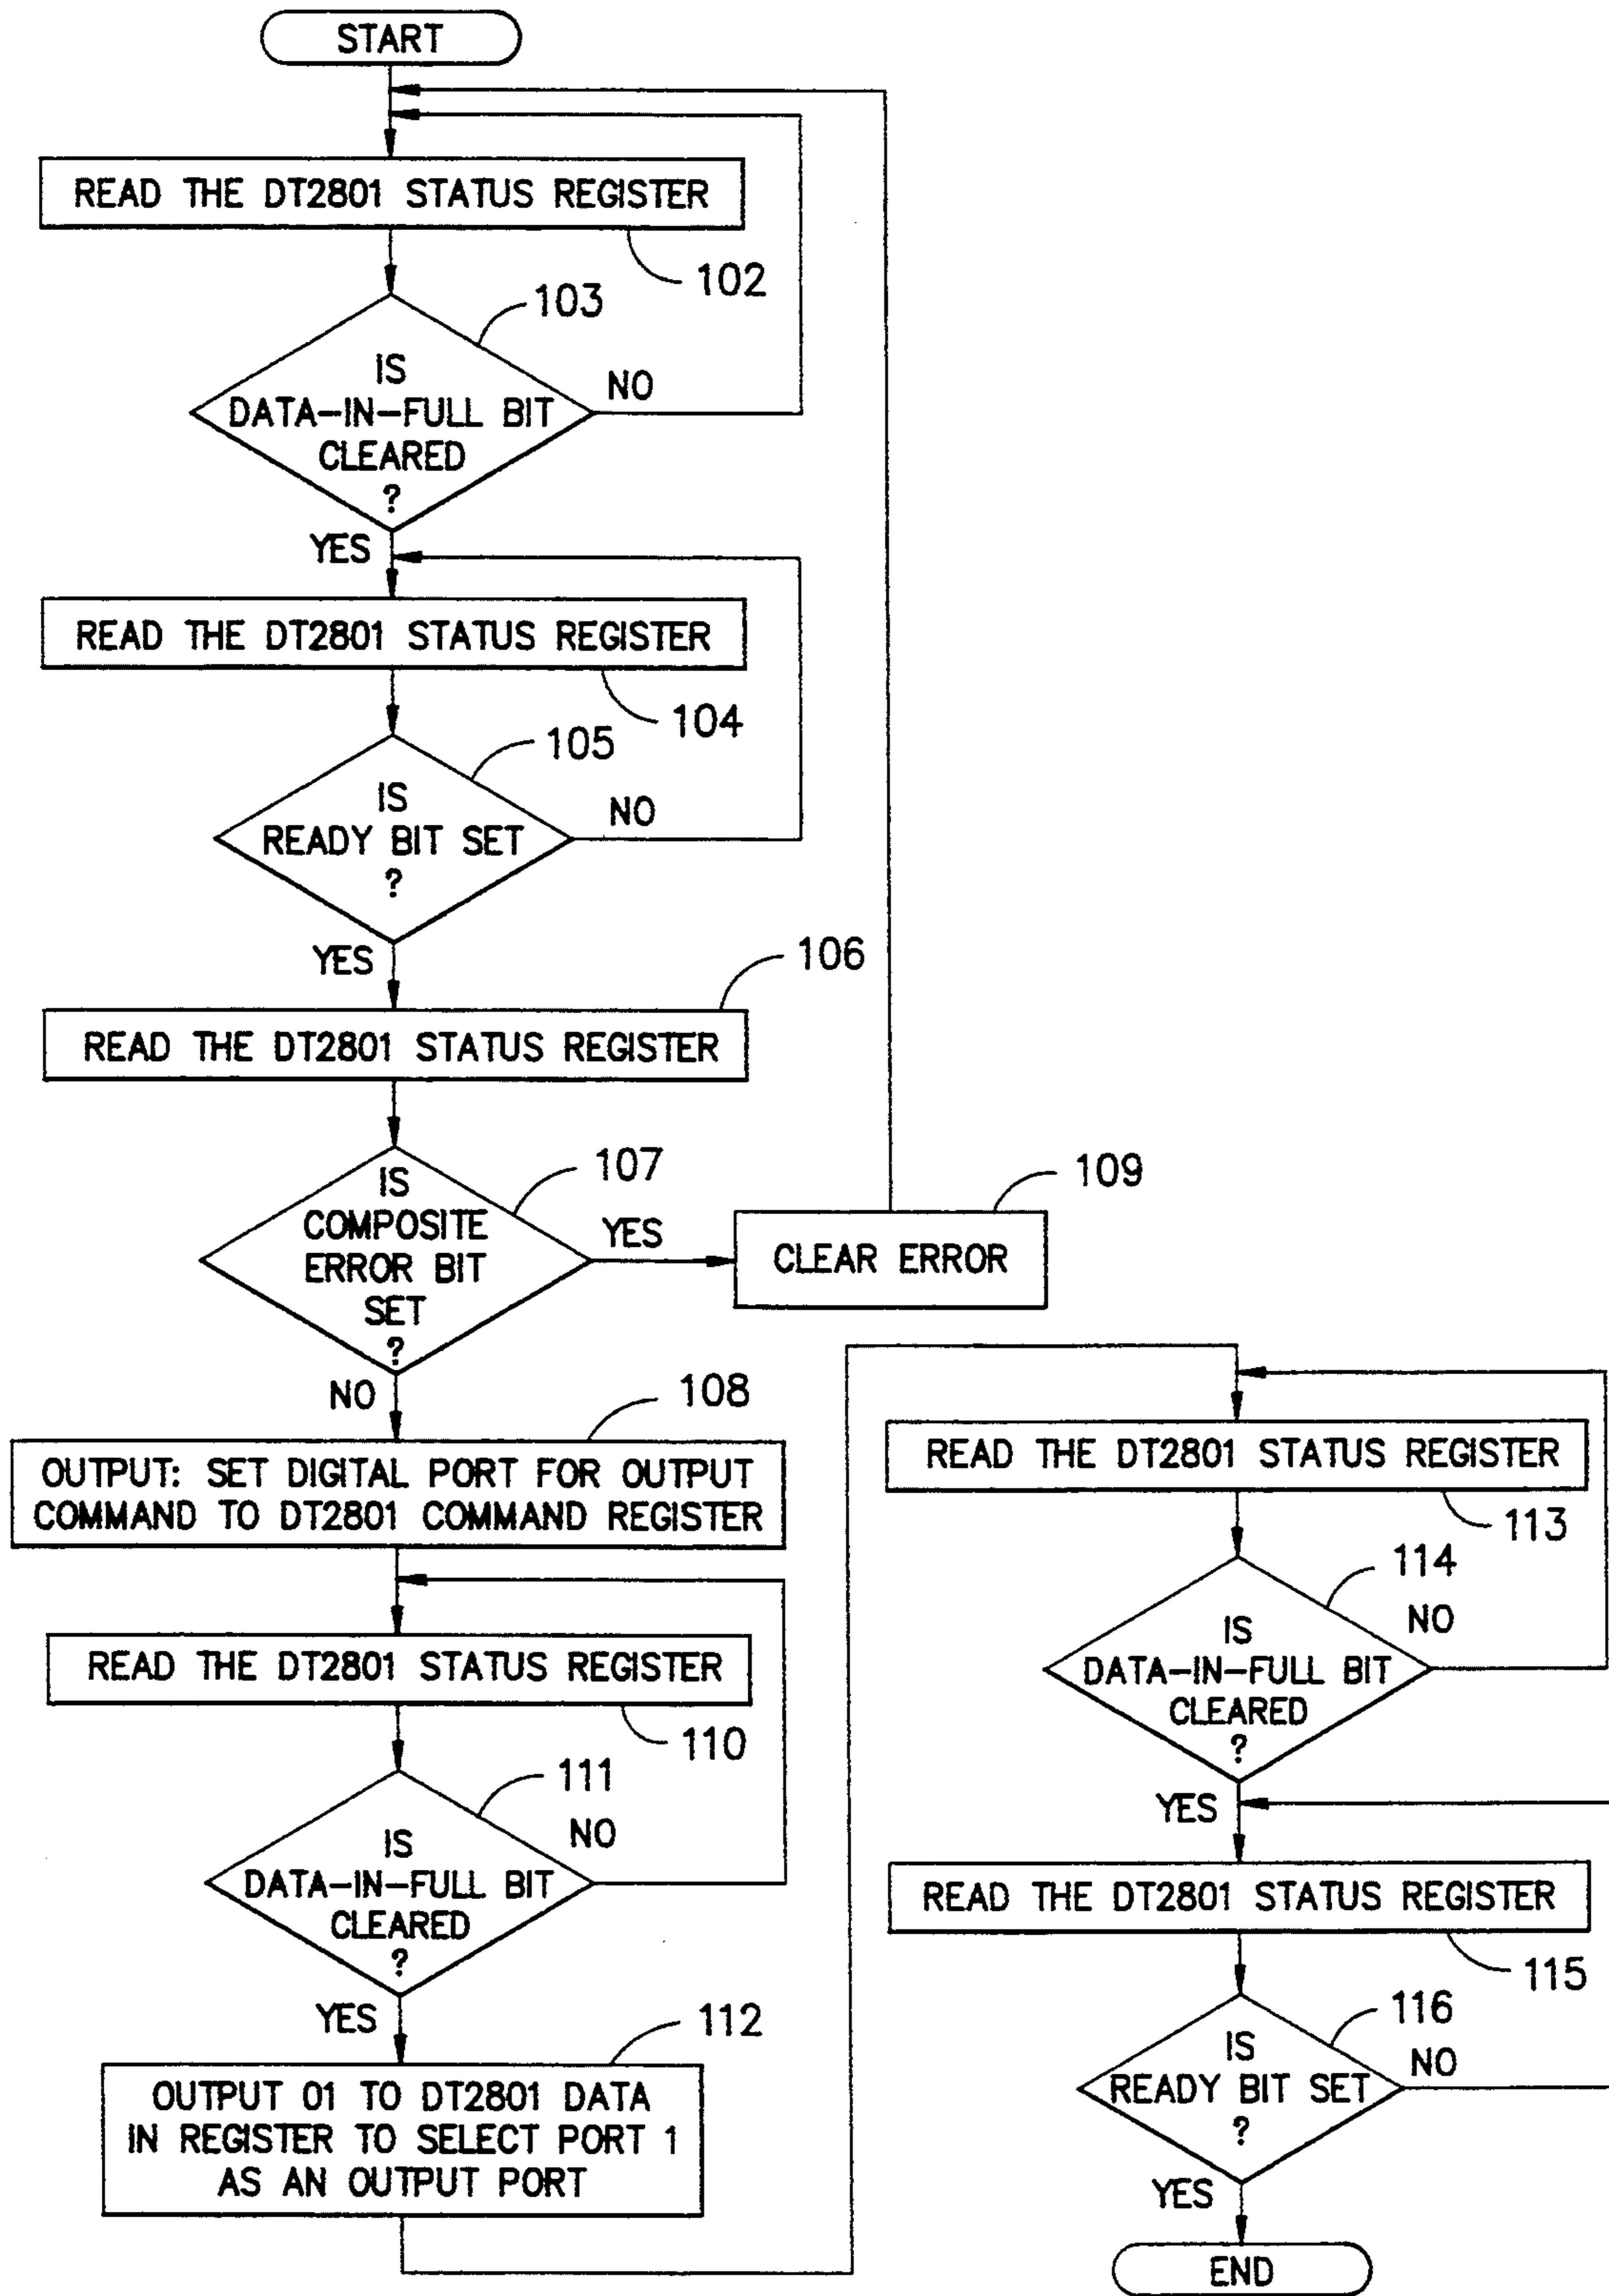 START
READ THE DT2801 STATUS REGISTER
102
103
IS
DATA-IN-FULL BIT
CLEARED
?
NO
YES
READ THE DT2801 STATUS REGISTER
104
105
IS
READY BIT SET
?
NO
YES
106
READ THE DT2801 STATUS REGISTER
107
IS
COMPOSITE
ERROR BIT
SET
?
YES
109
CLEAR ERROR
NO
108
OUTPUT: SET DIGITAL PORT FOR OUTPUT
COMMAND TO DT2801 COMMAND REGISTER
READ THE DT2801 STATUS REGISTER
110
111
IS
DATA-IN-FULL BIT
CLEARED
?
NO
YES
112
OUTPUT 01 TO DT2801 DATA
IN REGISTER TO SELECT PORT 1
AS AN OUTPUT PORT
READ THE DT2801 STATUS REGISTER
113
114
IS
DATA-IN-FULL BIT
CLEARED
?
NO
YES
READ THE DT2801 STATUS REGISTER
115
116
IS
READY BIT SET
?
NO
YES
END